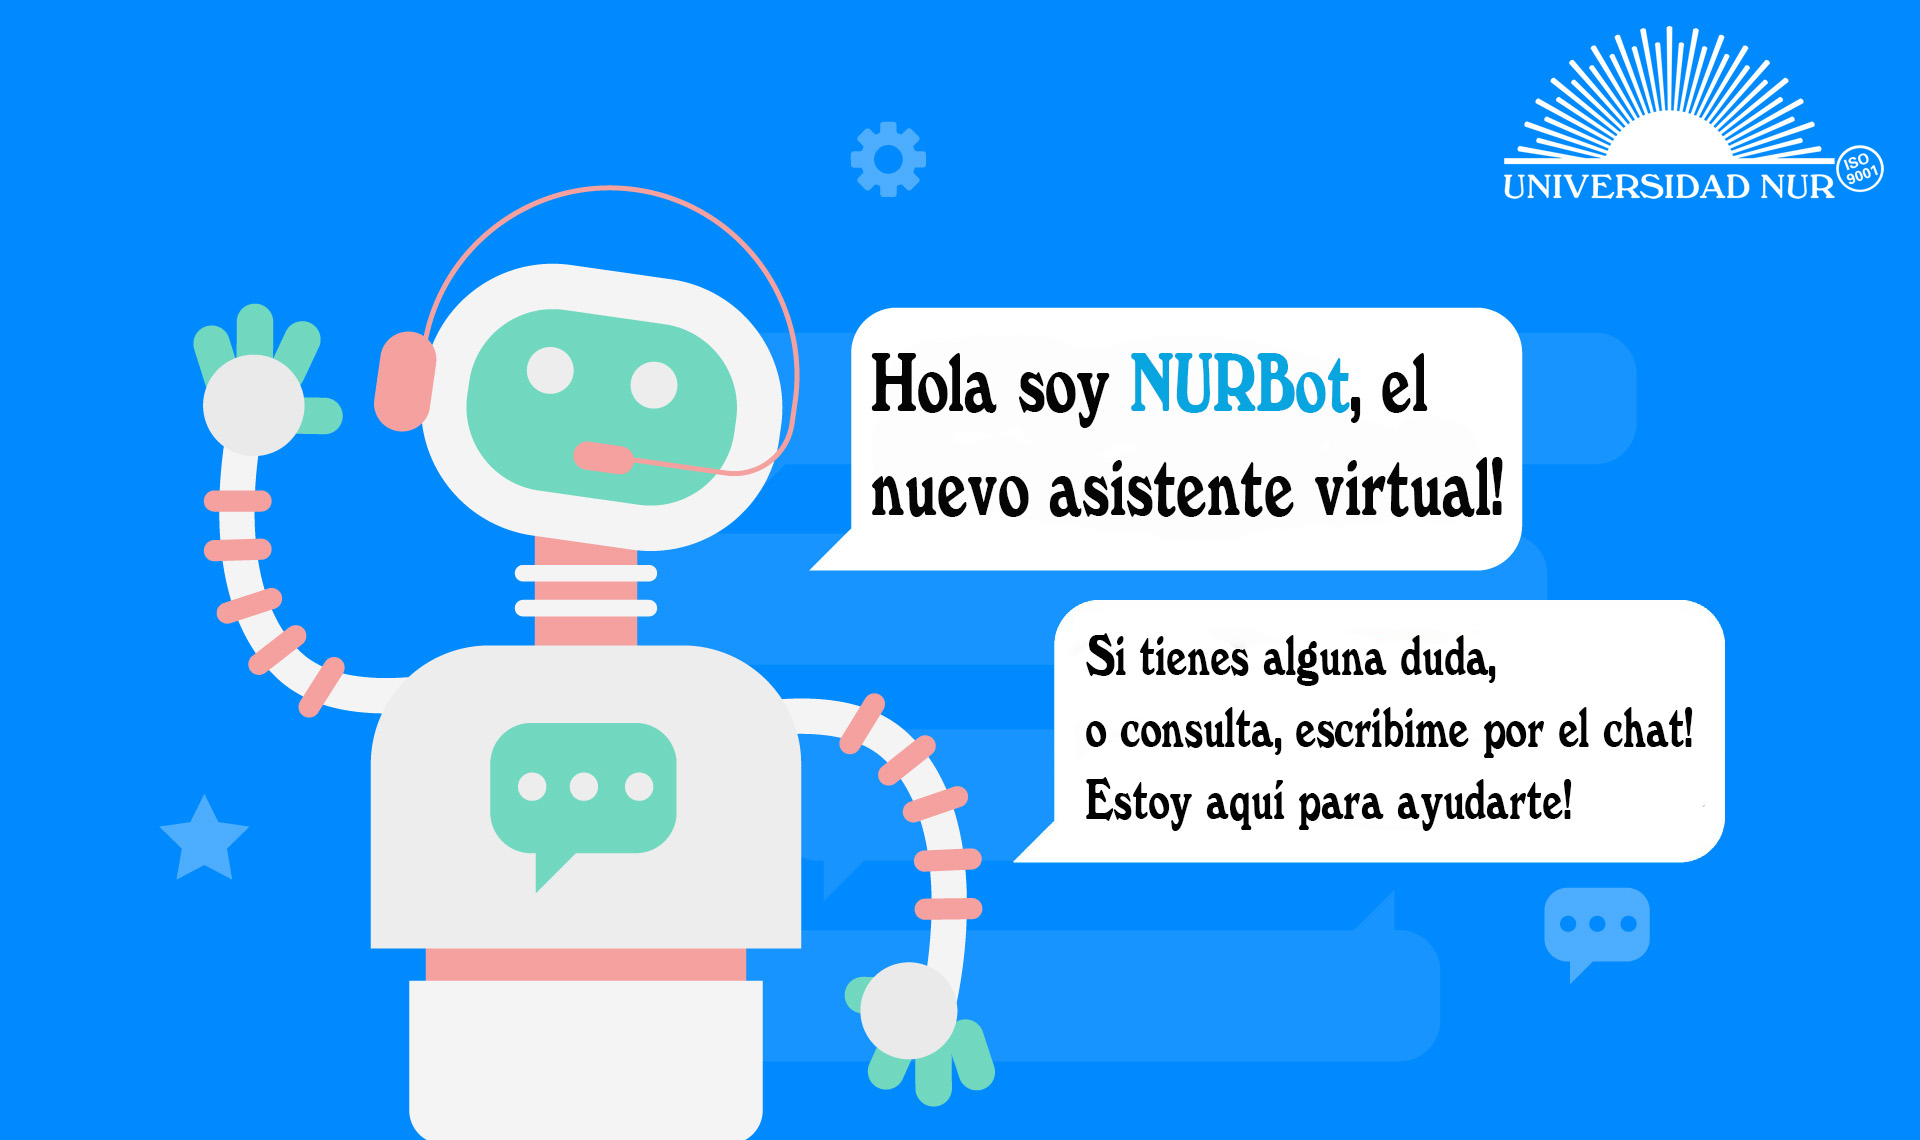 UNIVERSIDAD NUR
ISO
9001
Hola soy NURBot, el
nuevo asistente virtual!
Si tienes alguna duda,
o consulta, escribime por el chat!
Estoy aquí para ayudarte!